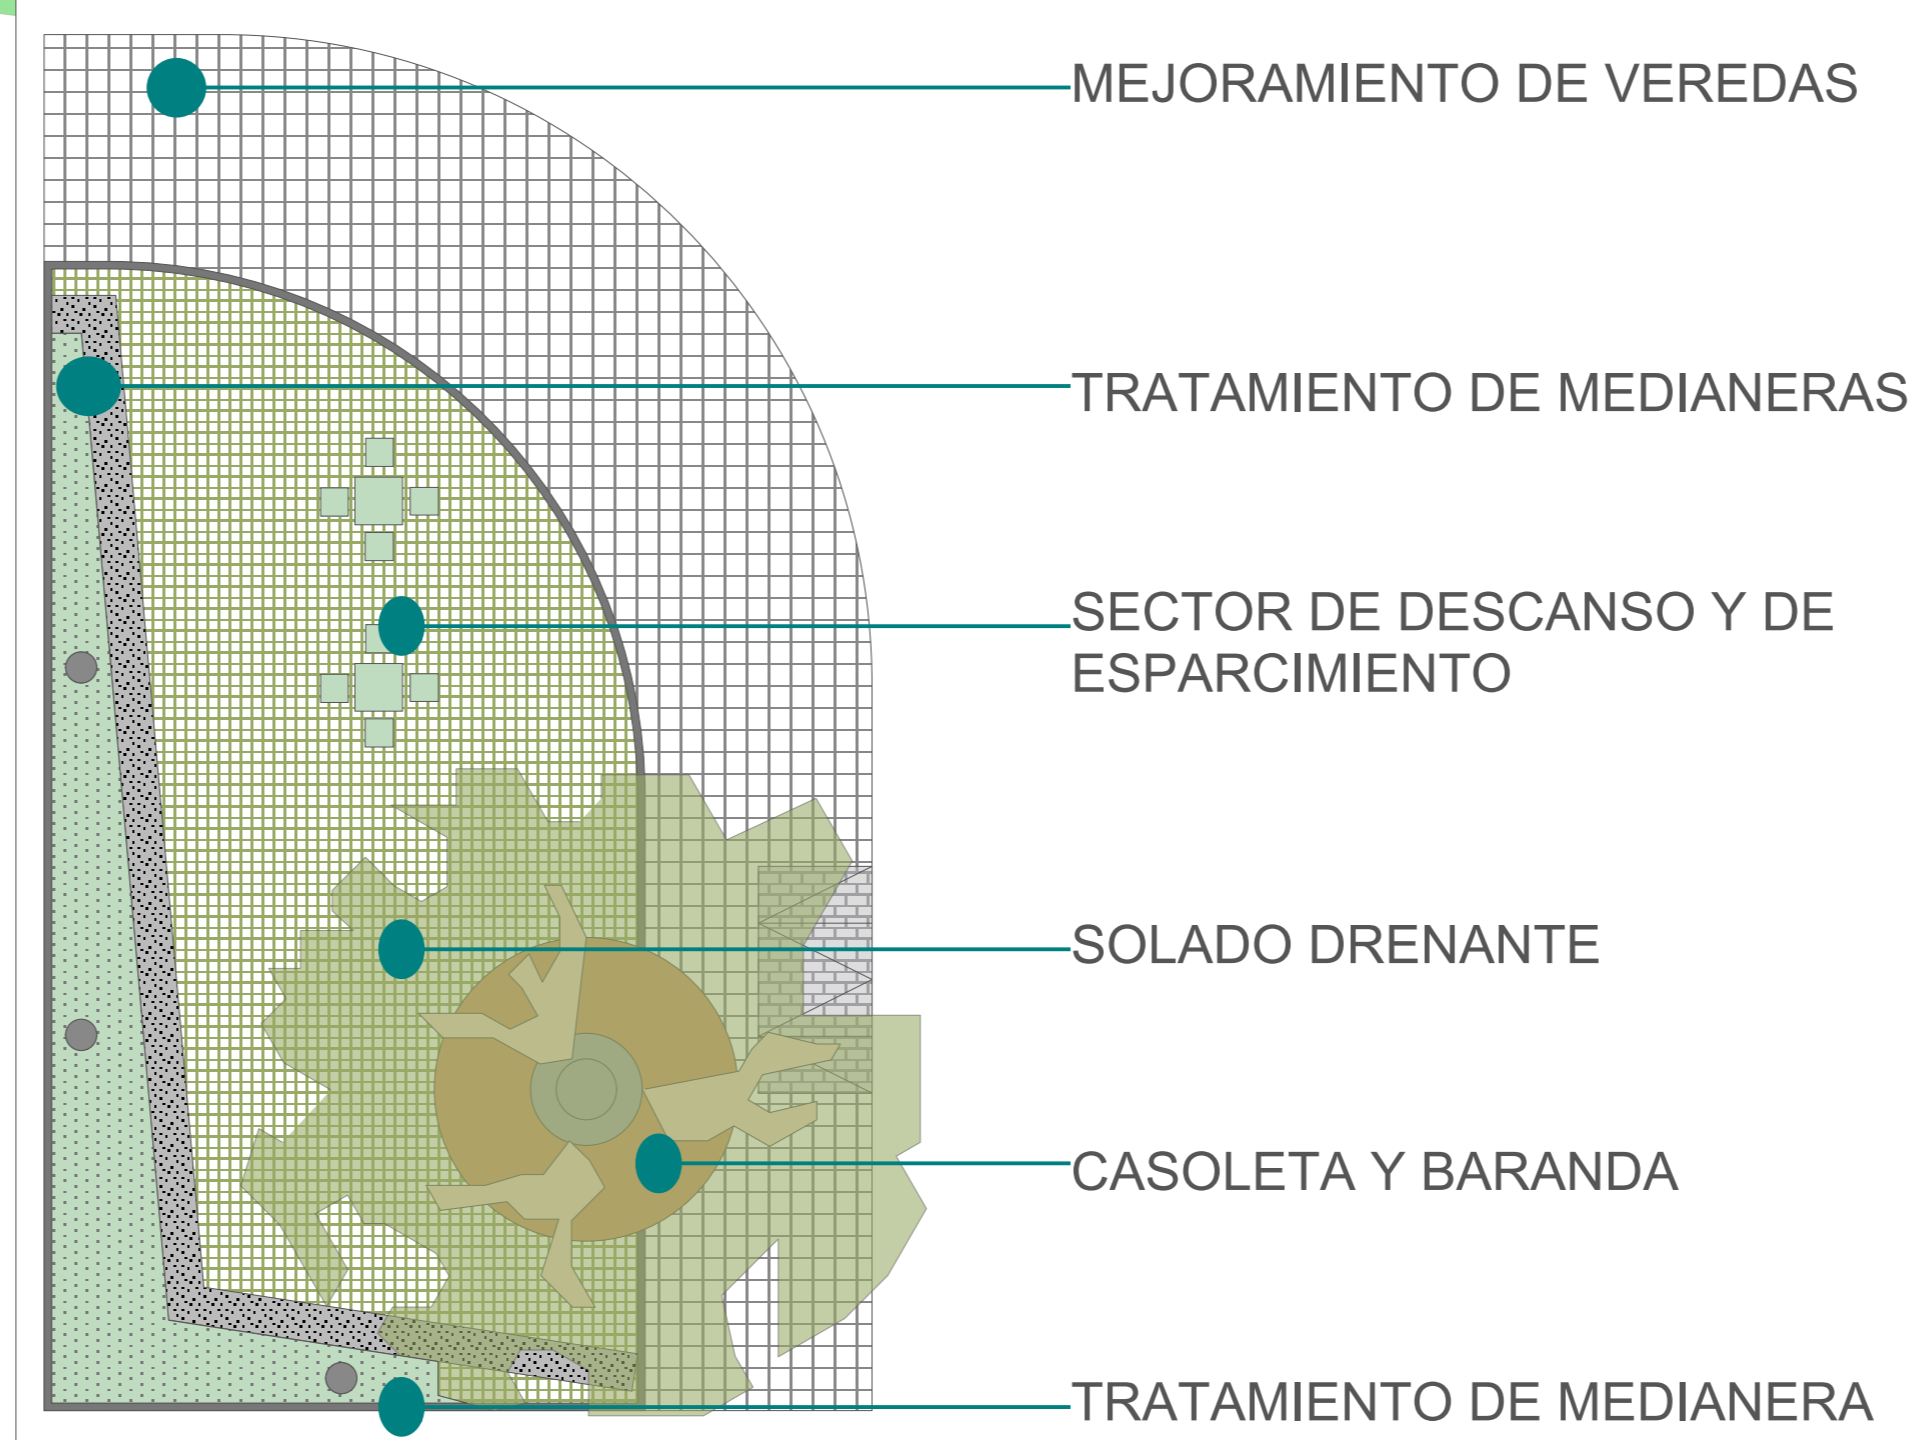 MEJORAMIENTO DE VEREDAS
TRATAMIENTO DE MEDIANERAS
SECTOR DE DESCANSO Y DE
ESPARCIMIENTO
SOLADO DRENANTE
CASOLETA Y BARANDA
TRATAMIENTO DE MEDIANERA